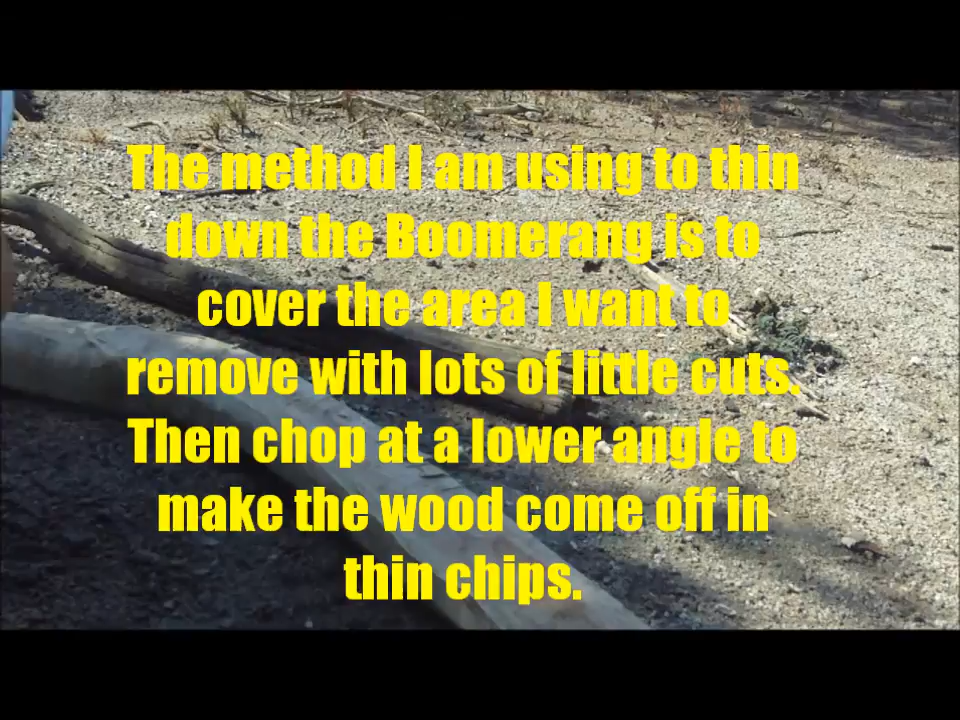 The method I am using to thin
down the Boomerang is to
cover the area I want to
remove with lots of little cuts.
Then chop at a lower angle to
make the wood come off in
thin chips.